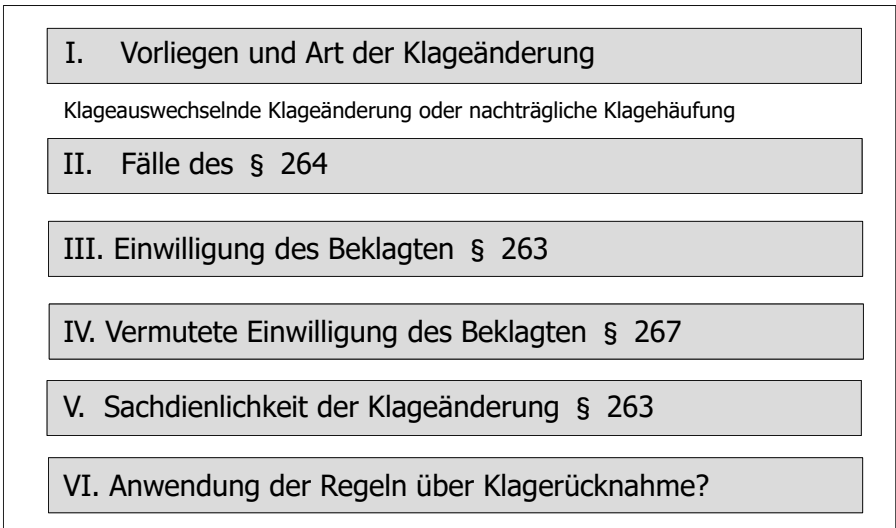 I. Vorliegen und Art der Klageänderung
Klageauswechselnde Klageänderung oder nachträgliche Klagehäufung
II. Fälle des § 264
III. Einwilligung des Beklagten § 263
IV. Vermutete Einwilligung des Beklagten § 267
V. Sachdienlichkeit der Klageänderung § 263
VI. Anwendung der Regeln über Klagerücknahme?